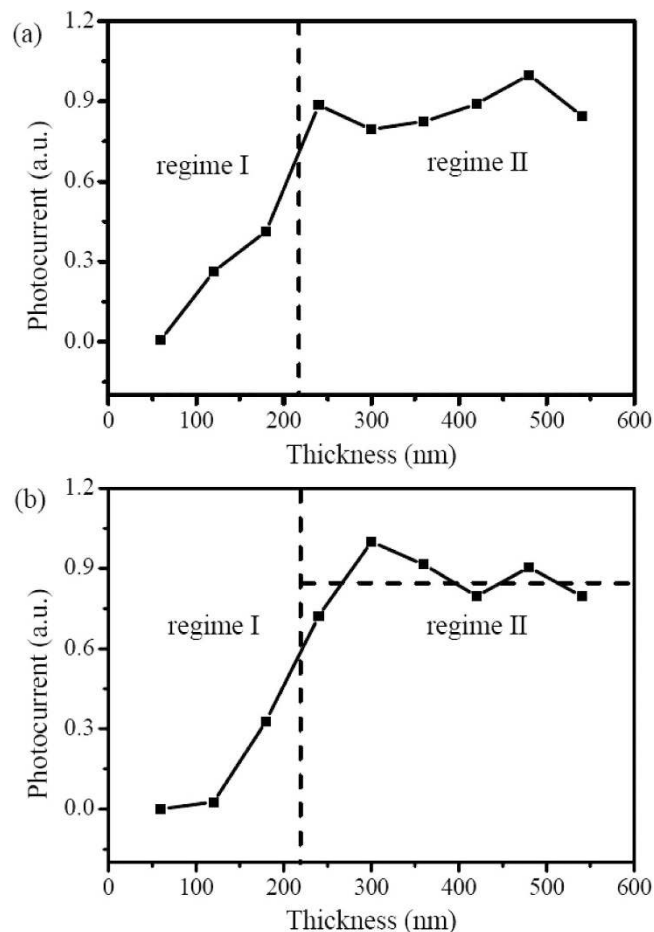 (a)
1.2
0.9
0.6
0.3
0.0
Photocurrent (a.u.)
regime I
regime II
0 100 200 300 400 500 600
Thickness (nm)
(b)
1.2
0.9
0.6
0.3
0.0
Photocurrent (a.u.)
regime I
regime II
0 100 200 300 400 500 600
Thickness (nm)